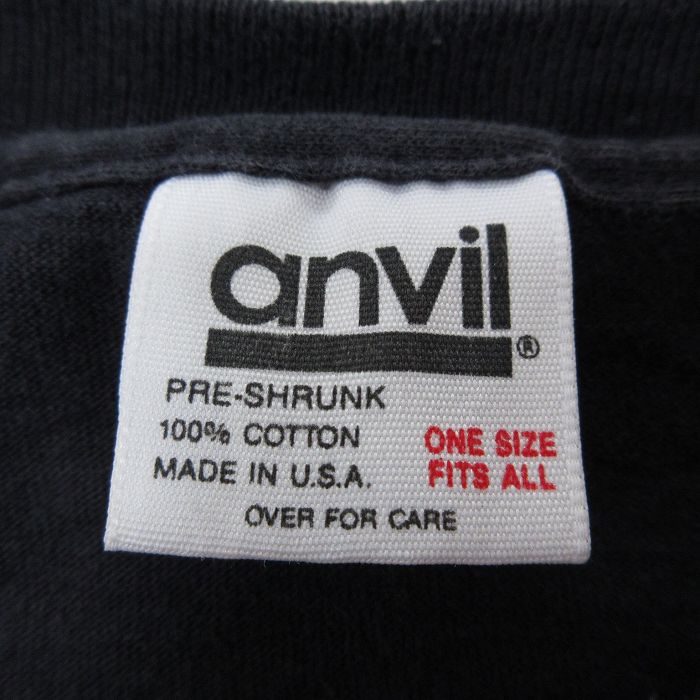 anvil®
PRE-SHRUNK
100% COTTON
MADE IN U.S.A.
ONE SIZE
FITS ALL
OVER FOR CARE